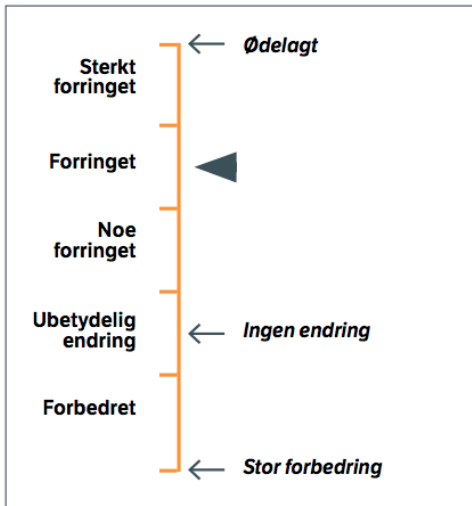 Ødelagt
Sterkt
forringet
Forringet
Noe
forringet
Ubetydelig
endring
Ingen endring
Forbedret
Stor forbedring